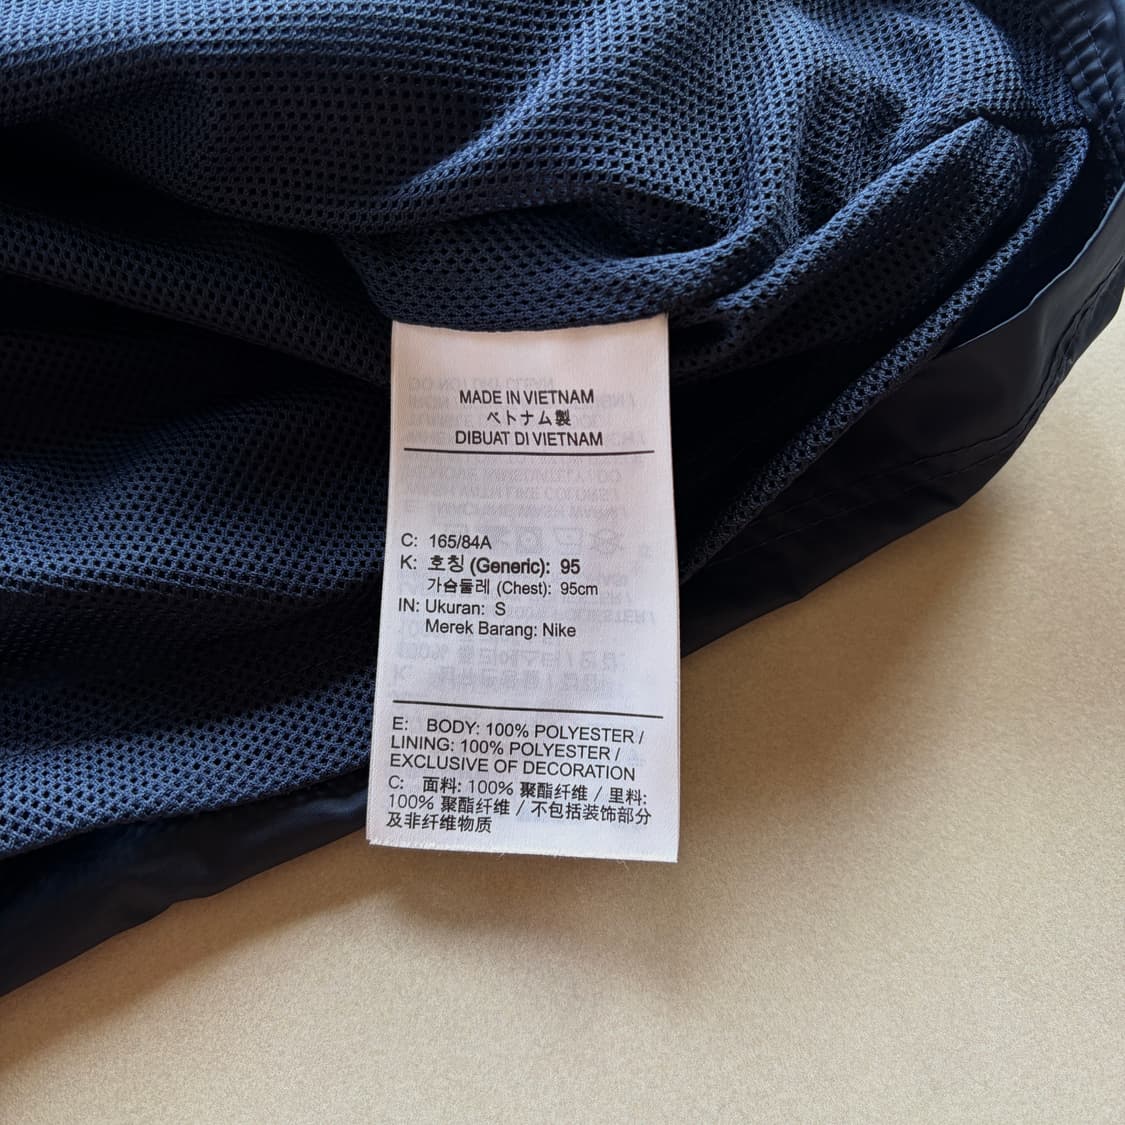 MADE IN VIETNAM
ベトナム製
DIBUAT DI VIETNAM
C: 165/84A
K: 호칭 (Generic): 95
가슴둘레 (Chest): 95cm
IN: Ukuran: S
Merek Barang: Nike
E: BODY: 100% POLYESTER /
LINING: 100% POLYESTER /
EXCLUSIVE OF DECORATION
C: 面料: 100% 聚酯纤维 / 里料:
100% 聚酯纤维 / 不包括装饰部分
及非纤维物质